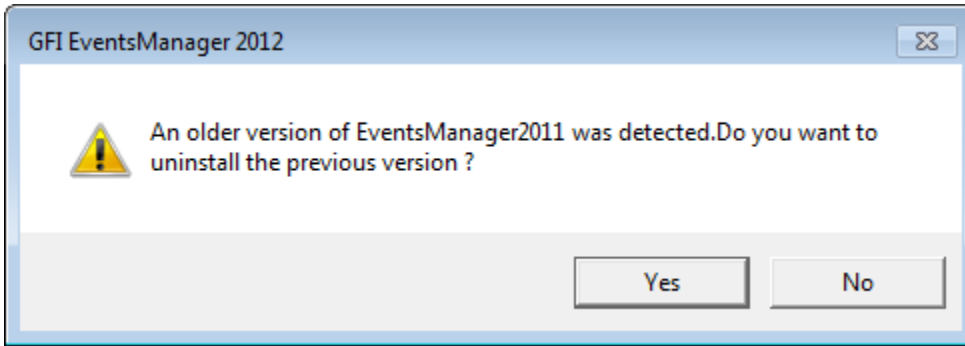 GFI EventsManager 2012
An older version of EventsManager2011 was detected.Do you want to
uninstall the previous version ?
Yes
No